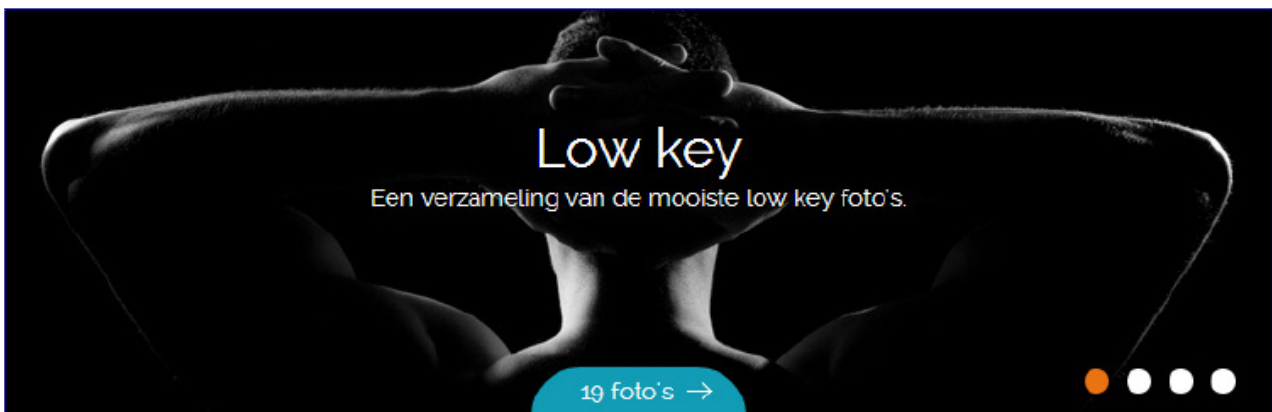 Low key
Een verzameling van de mooiste low key foto's.
19 foto's →